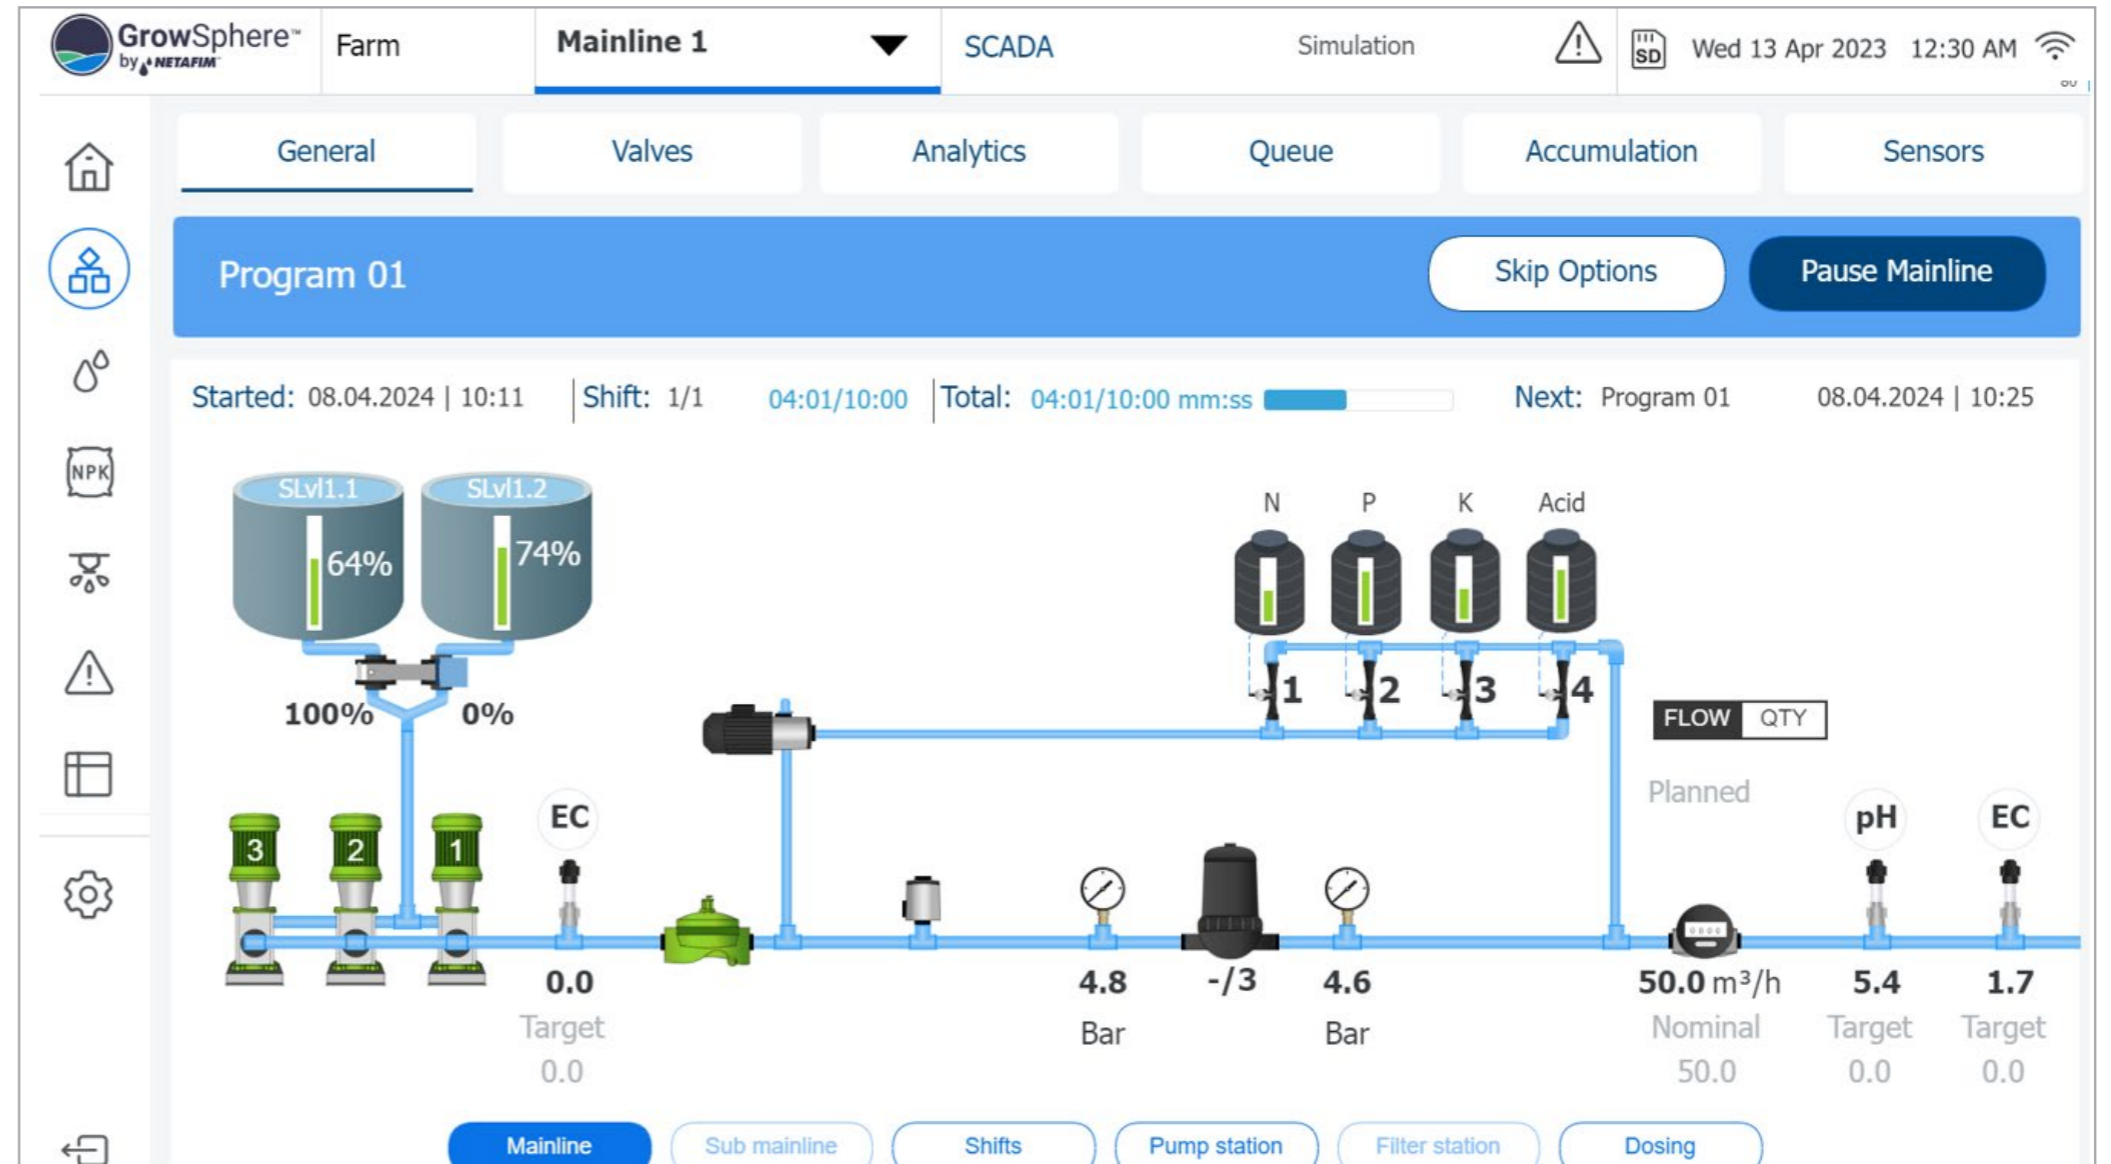 GrowSphere™
by NETAFIM™
Farm
Mainline 1
SCADA
Simulation
SD
Wed 13 Apr 2023 12:30 AM
General
Valves
Analytics
Queue
Accumulation
Sensors
Program 01
Skip Options
Pause Mainline
NPK
Started: 08.04.2024 | 10:11
Shift: 1/1 04:01/10:00
Total: 04:01/10:00 mm:ss
Next: Program 01 08.04.2024 | 10:25
SLvl1.1
SLvl1.2
64%
74%
N P K Acid
100% 0%
1 2 3 4
FLOW QTY
Planned
3 2 1
EC
pH
EC
0000
0.0
Target
0.0
4.8
Bar
-/3
4.6
Bar
50.0 m³/h
Nominal
50.0
5.4
Target
0.0
1.7
Target
0.0
Mainline
Sub mainline
Shifts
Pump station
Filter station
Dosing